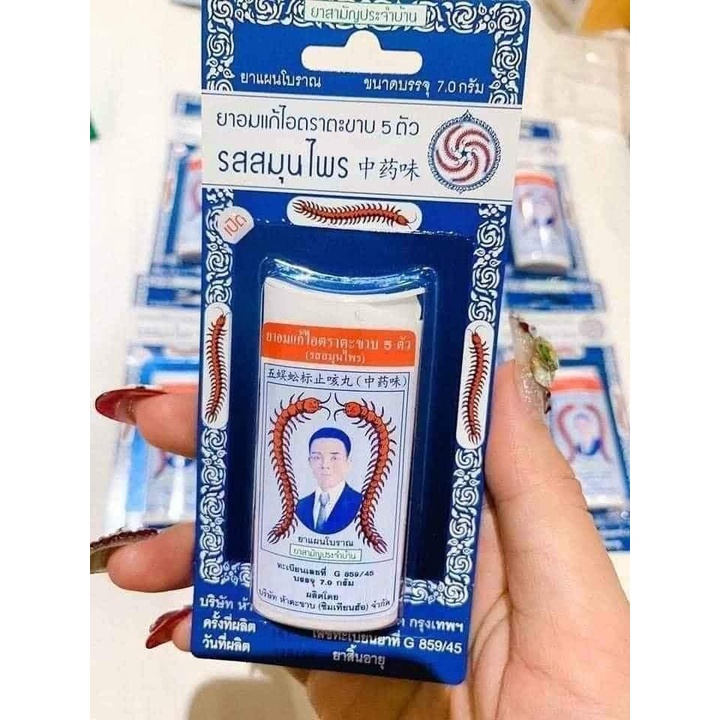 ยาสามัญประจำบ้าน
ยาแผนโบราณ
ขนาดบรรจุ 7.0 กรัม
ยาอมแก้ไอตราตะขาบ 5 ตัว
รสสมุนไพร 中药味
เปิด
ยาอมแก้ไอตราตะขาบ 5 ตัว
(รสสมุนไพร)
五蜈蚣标止咳丸(中药味)
ยาแผนโบราณ
ยาสามัญประจำบ้าน
ทะเบียนเลขที่ G 859/45
บรรจุ 7.0 กรัม
ผลิตโดย
บริษัท ห้าตะขาบ (ซิมเทียนฮ้อ) จำกัด
บริษัท ห้า กรุงเทพฯ
ครั้งที่ผลิต เลขทะเบียนยาที่ G 859/45
วันที่ผลิต ยาสิ้นอายุ